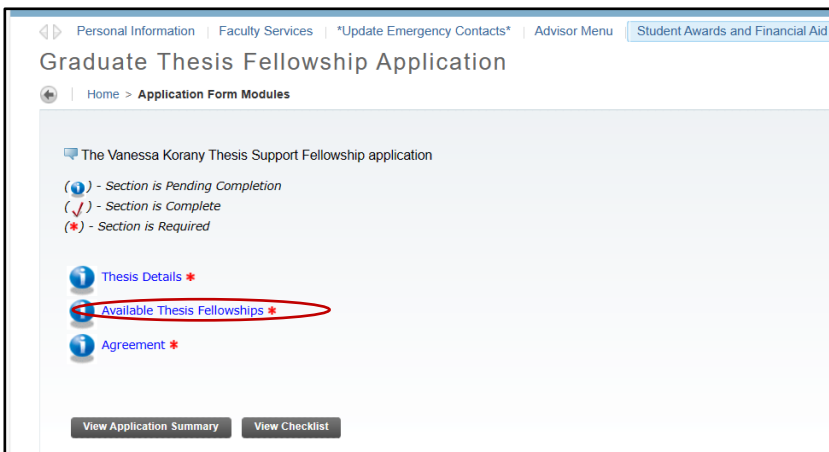 Personal Information | Faculty Services | *Update Emergency Contacts* | Advisor Menu | Student Awards and Financial Aid
Graduate Thesis Fellowship Application
Home > Application Form Modules
The Vanessa Korany Thesis Support Fellowship application
( ) - Section is Pending Completion
( ) - Section is Complete
(*) - Section is Required
Thesis Details *
Available Thesis Fellowships *
Agreement *
View Application Summary View Checklist